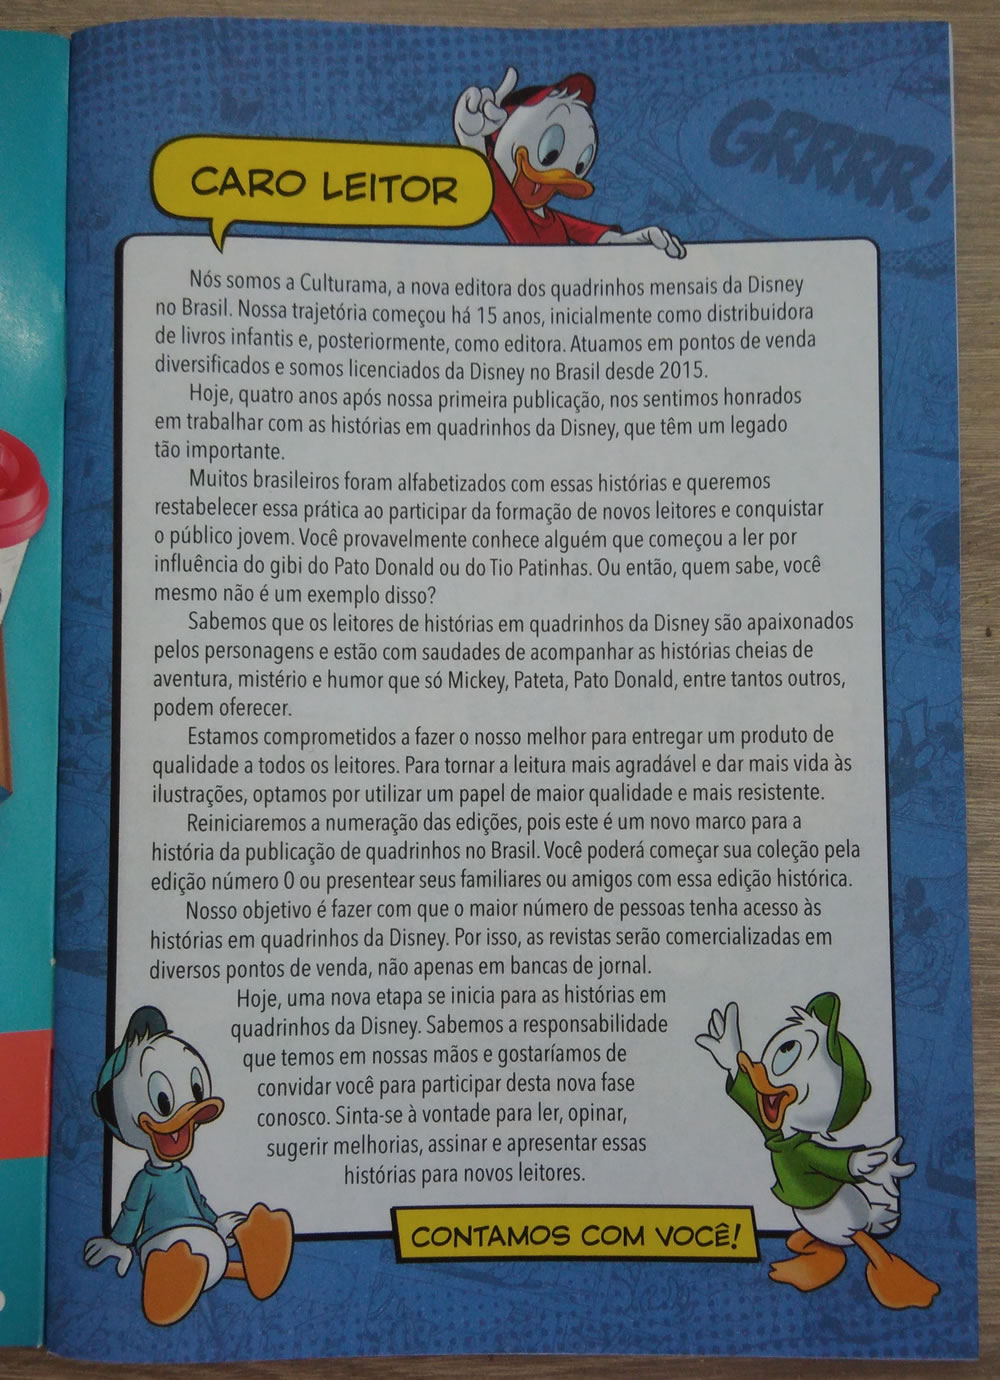 GRRRR!
CARO LEITOR
Nós somos a Culturama, a nova editora dos quadrinhos mensais da Disney
no Brasil. Nossa trajetória começou há 15 anos, inicialmente como distribuidora
de livros infantis e, posteriormente, como editora. Atuamos em pontos de venda
diversificados e somos licenciados da Disney no Brasil desde 2015.
Hoje, quatro anos após nossa primeira publicação, nos sentimos honrados
em trabalhar com as histórias em quadrinhos da Disney, que têm um legado
tão importante.
Muitos brasileiros foram alfabetizados com essas histórias e queremos
restabelecer essa prática ao participar da formação de novos leitores e conquistar
o público jovem. Você provavelmente conhece alguém que começou a ler por
influência do gibi do Pato Donald ou do Tio Patinhas. Ou então, quem sabe, você
mesmo não é um exemplo disso?
Sabemos que os leitores de histórias em quadrinhos da Disney são apaixonados
pelos personagens e estão com saudades de acompanhar as histórias cheias de
aventura, mistério e humor que só Mickey, Pateta, Pato Donald, entre tantos outros,
podem oferecer.
Estamos comprometidos a fazer o nosso melhor para entregar um produto de
qualidade a todos os leitores. Para tornar a leitura mais agradável e dar mais vida às
ilustrações, optamos por utilizar um papel de maior qualidade e mais resistente.
Reiniciaremos a numeração das edições, pois este é um novo marco para a
história da publicação de quadrinhos no Brasil. Você poderá começar sua coleção pela
edição número 0 ou presentear seus familiares ou amigos com essa edição histórica.
Nosso objetivo é fazer com que o maior número de pessoas tenha acesso às
histórias em quadrinhos da Disney. Por isso, as revistas serão comercializadas em
diversos pontos de venda, não apenas em bancas de jornal.
Hoje, uma nova etapa se inicia para as histórias em
quadrinhos da Disney. Sabemos a responsabilidade
que temos em nossas mãos e gostaríamos de
convidar você para participar desta nova fase
conosco. Sinta-se à vontade para ler, opinar,
sugerir melhorias, assinar e apresentar essas
histórias para novos leitores.
CONTAMOS COM VOCÊ!